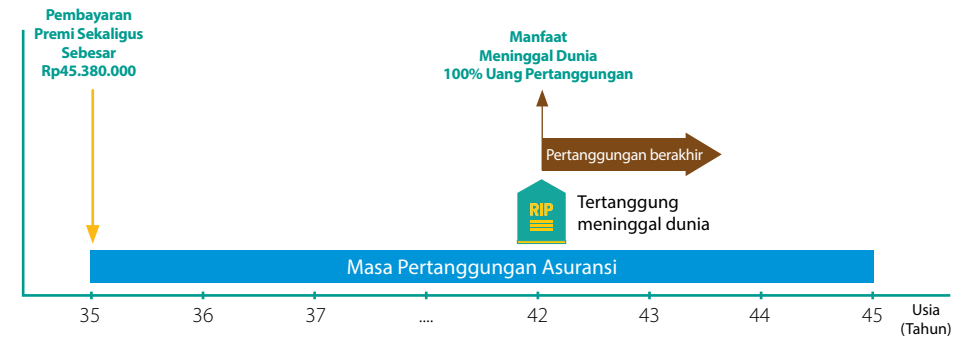 Pembayaran
Premi Sekaligus
Sebesar
Rp45.380.000
Manfaat
Meninggal Dunia
100% Uang Pertanggungan
Pertanggungan berakhir
RIP
Tertanggung
meninggal dunia
Masa Pertanggungan Asuransi
35 36 37 .... 42 43 44 45
Usia
(Tahun)